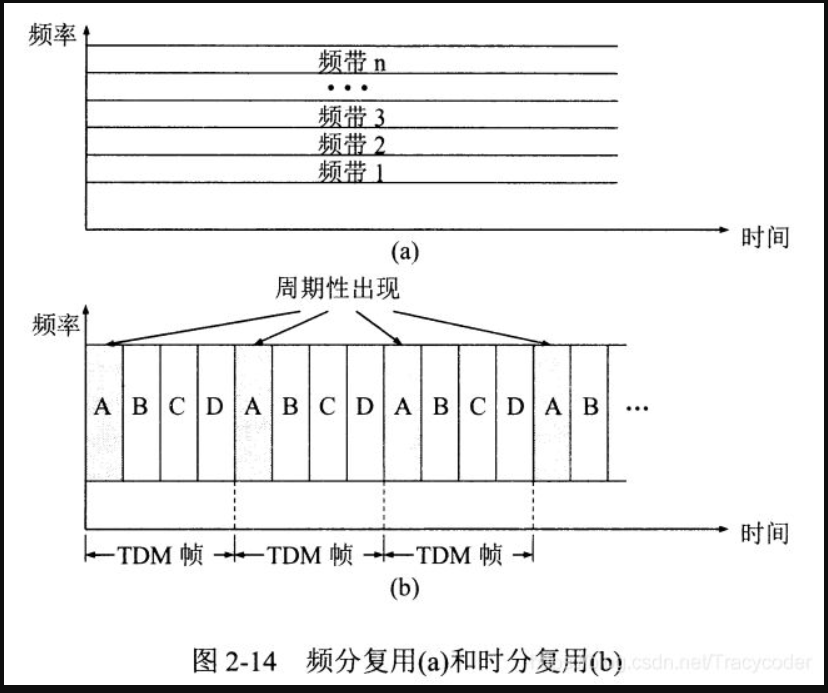 频率
频带 n
•••
频带 3
频带 2
频带 1
时间
(a)
周期性出现
频率
A B C D A B C D A B C D A B ···
时间
TDM 帧 TDM 帧 TDM 帧
(b)
图 2-14 频分复用(a)和时分复用(b)
csdn.net/Tracycoder